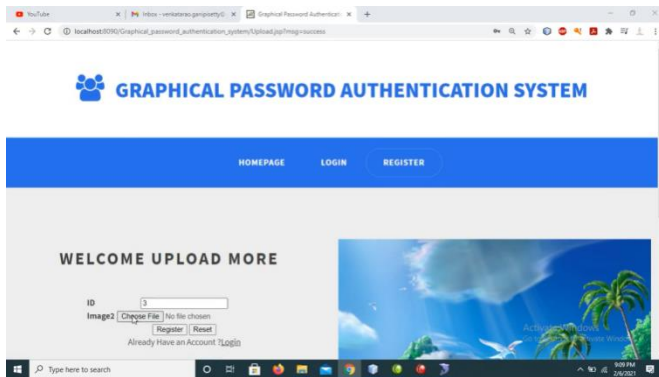 YouTube
Inbox - venkatarao.ganipisetty@
Graphical Password Authenticati
localhost:8090/Graphical_password_authentication_system/Upload.jsp?msg=success
GRAPHICAL PASSWORD AUTHENTICATION SYSTEM
HOMEPAGE LOGIN REGISTER
WELCOME UPLOAD MORE
ID 3
Image2 Choose File No file chosen
Register Reset
Already Have an Account ?Login
Activate Windows
Type here to search
9:09 PM
2/6/2021